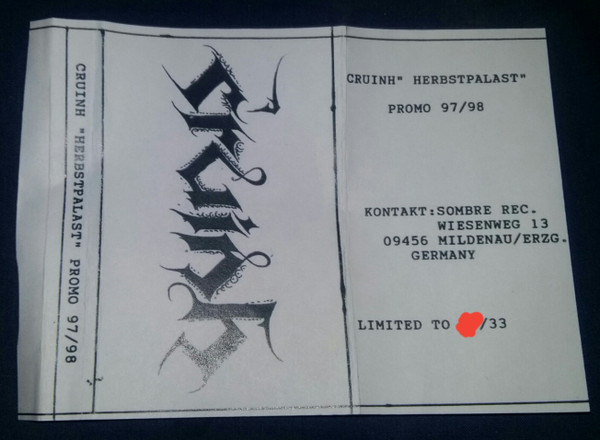 CRUINH "HERBSTPALAST" PROMO 97/98
Cruinh
CRUINH" HERBSTPALAST"
PROMO 97/98
KONTAKT:SOMBRE REC.
WIESENWEG 13
09456 MILDENAU/ERZG.
GERMANY
LIMITED TO /33